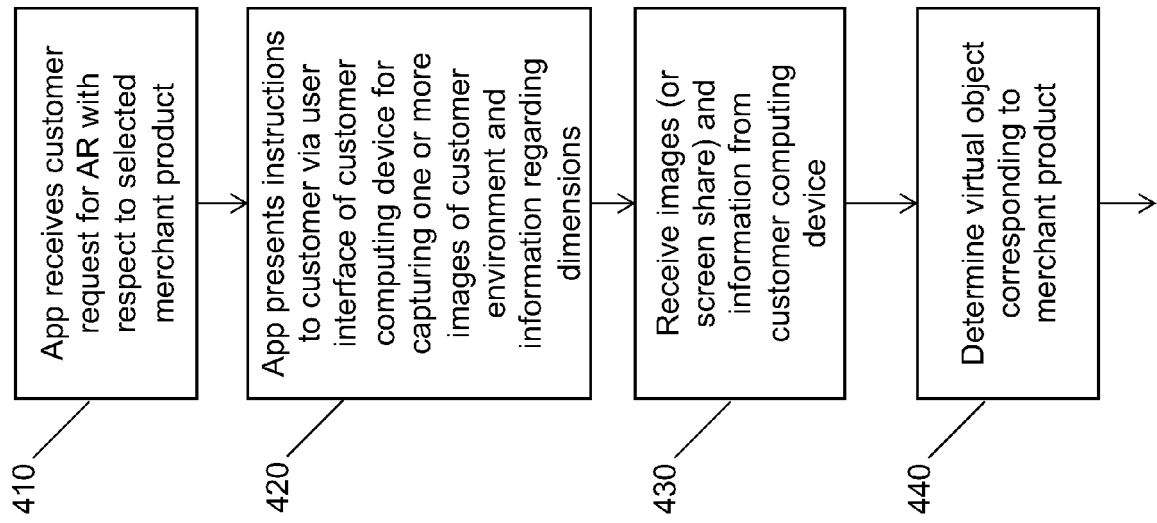 410
App receives customer
request for AR with
respect to selected
merchant product
420
App presents instructions
to customer via user
interface of customer
computing device for
capturing one or more
images of customer
environment and
information regarding
dimensions
430
Receive images (or
screen share) and
information from
customer computing
device
440
Determine virtual object
corresponding to
merchant product